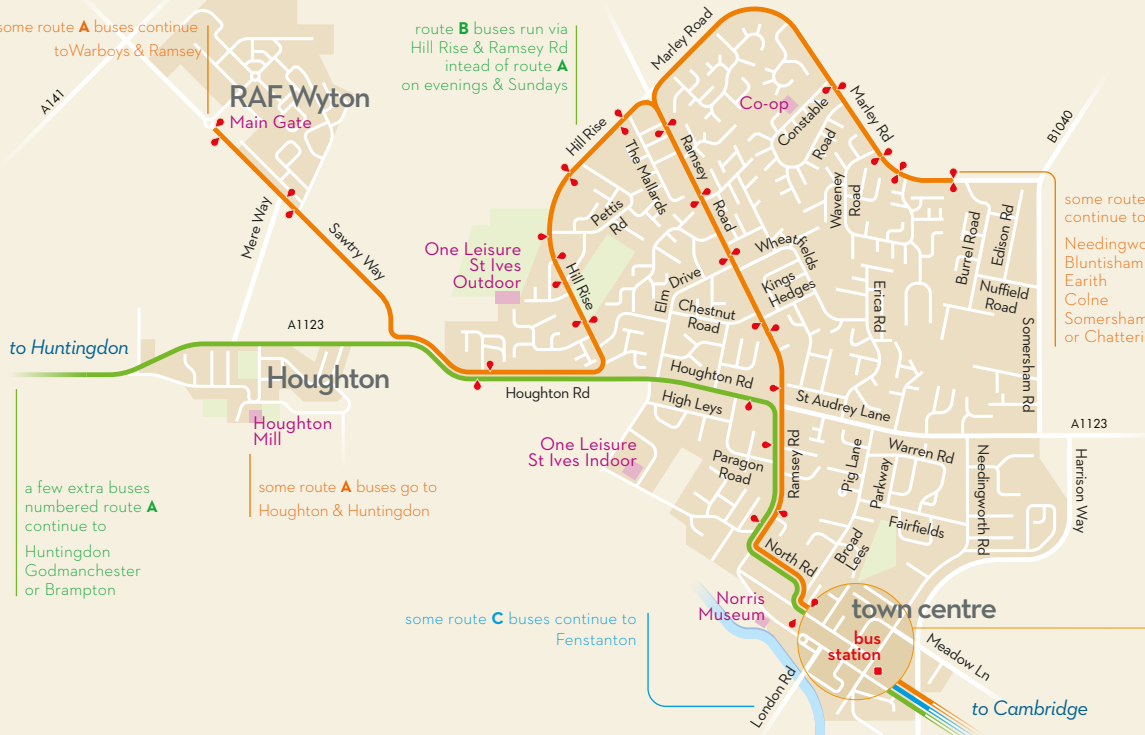 some route A buses continue
toWarboys & Ramsey
A141
RAF Wyton
Main Gate
Mere Way
Sawtry Way
route B buses run via
Hill Rise & Ramsey Rd
intead of route A
on evenings & Sundays
Marley Road
Hill Rise
The Mallards
Ramsey
Road
Pettis
Rd
Co-op
Constable
Road
Marley Rd
Waveney
Road
B1040
some route
continue to
Bluntisham
Earith
Colne
Somersham
One Leisure
St Ives
Outdoor
Hill Rise
Wheatfields
Elm Drive
Kings
Hedges
Chestnut
Road
Erica Rd
Burrel Road
Edison Rd
Nuffield
Road
Somersham Rd
to Huntingdon
A1123
Houghton
Houghton
Mill
Houghton Rd
Houghton Rd
High Leys
St Audrey Lane
A1123
One Leisure
St Ives Indoor
Paragon
Road
Ramsey Rd
Pig Lane
Parkway
Warren Rd
Needingworth Rd
Harrison Way
Fairfields
Broad
Lees
North Rd
a few extra buses
numbered route A
continue to
Huntingdon
Godmanchester
or Brampton
some route A buses go to
Houghton & Huntingdon
some route C buses continue to
Fenstanton
Norris
Museum
town centre
bus
station
Meadow Ln
London Rd
to Cambridge